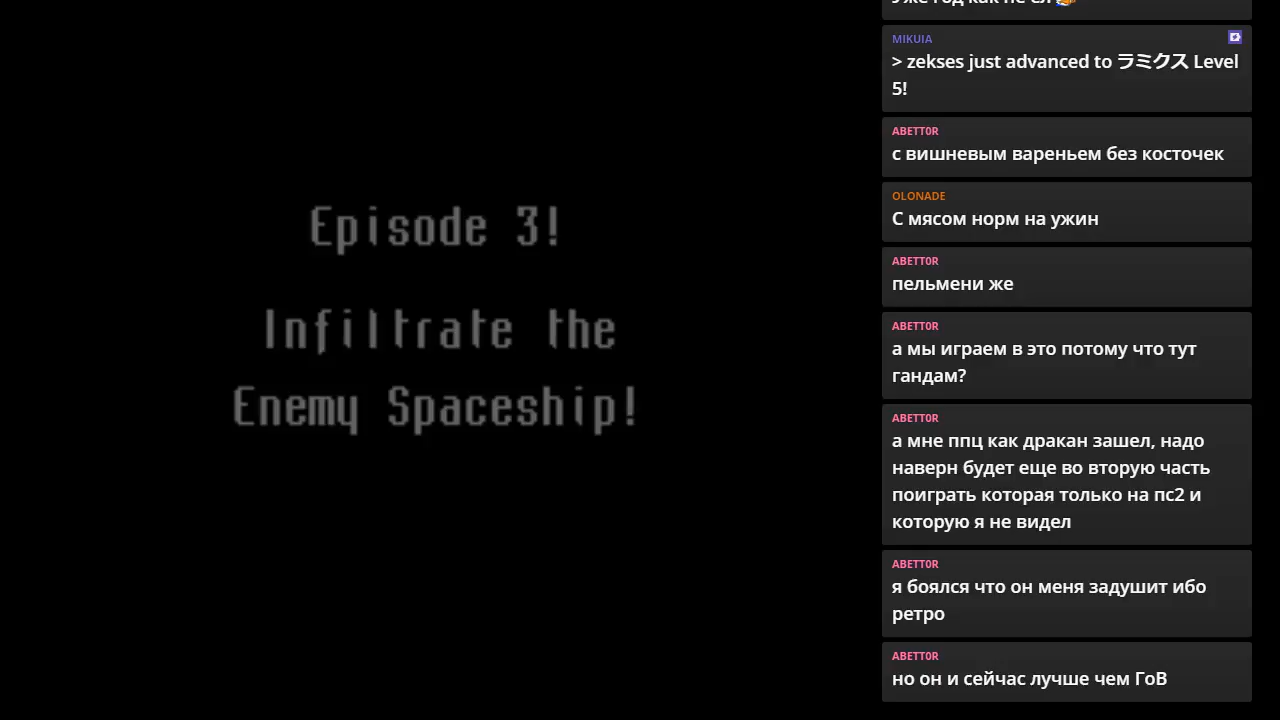 Episode 3!
Infiltrate the
Enemy Spaceship!
MIKUIA
> zekses just advanced to ラミクス Level
5!
ABETT0R
с вишневым вареньем без косточек
OLONADE
С мясом норм на ужин
ABETT0R
пельмени же
ABETT0R
а мы играем в это потому что тут
гандам?
ABETT0R
а мне ппц как дракан зашел, надо
наверн будет еще во вторую часть
поиграть которая только на пс2 и
которую я не видел
ABETT0R
я боялся что он меня задушит ибо
ретро
ABETT0R
но он и сейчас лучше чем ГоВ